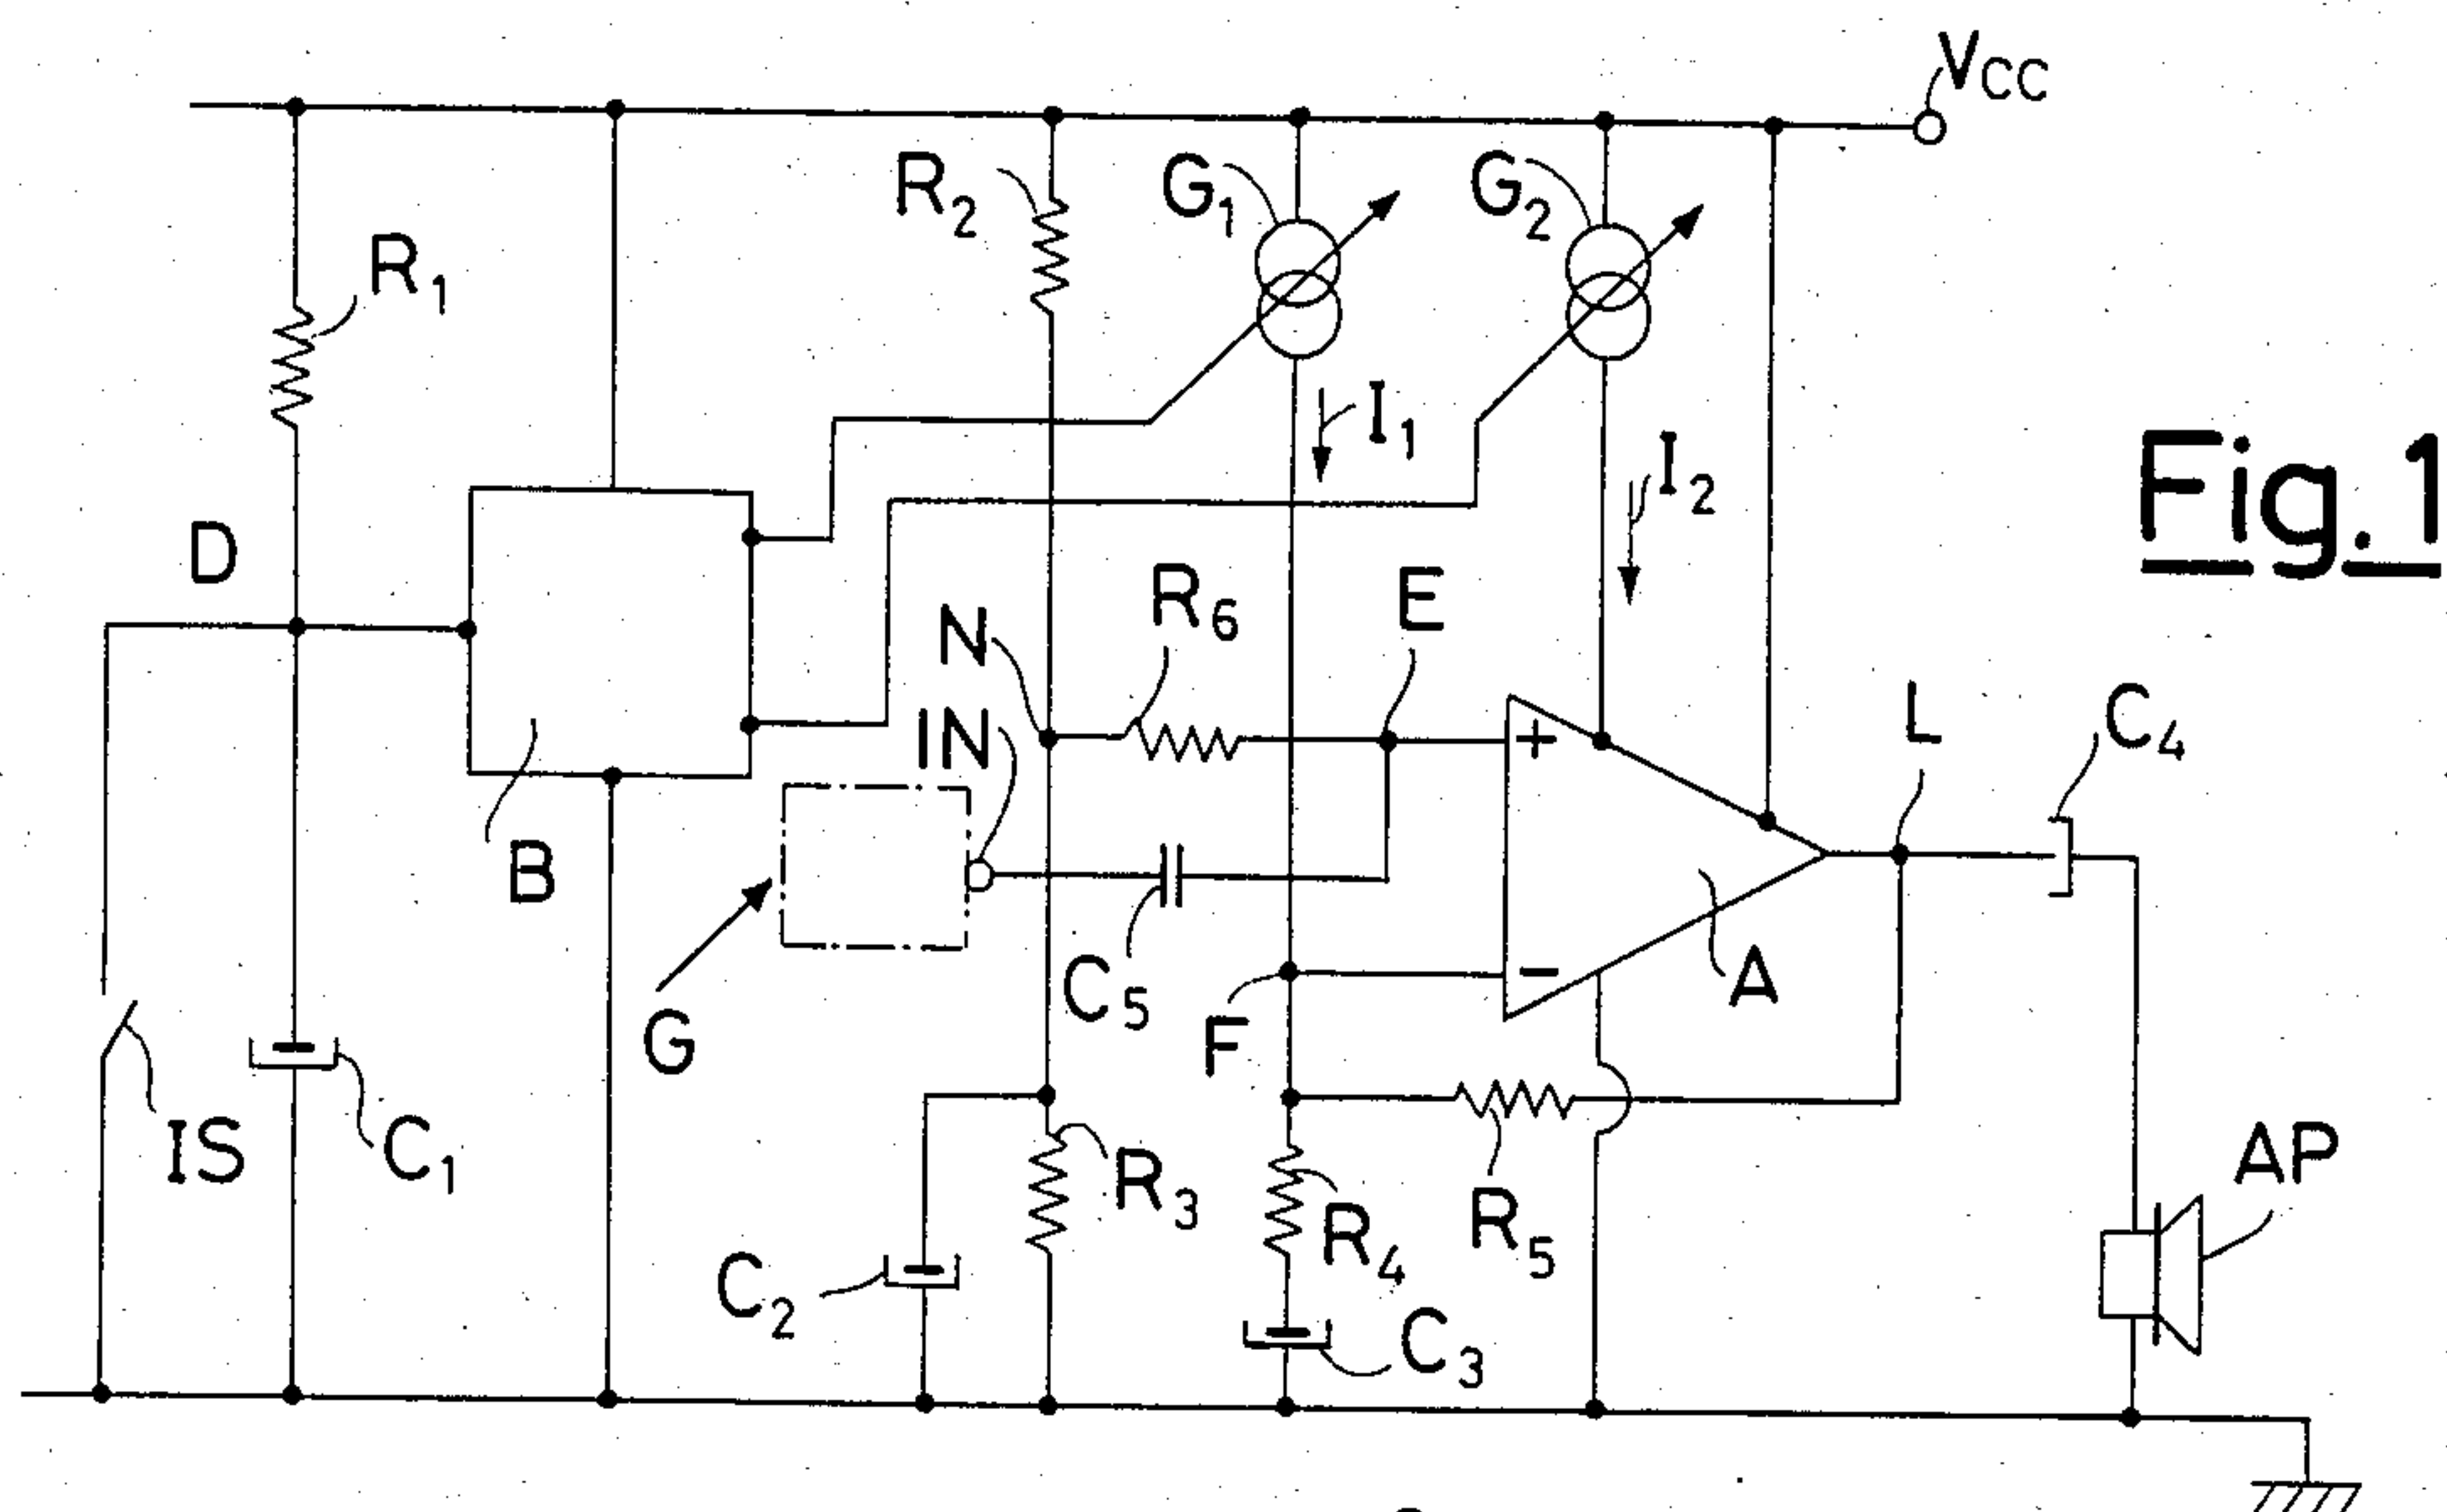 VCC
R2
G1
G2
R1
I1
I2
Fig.1
D
R6
E
N
IN
L
C4
B
+
-
A
C5
G
F
IS
C1
R3
R4
R5
AP
C2
C3